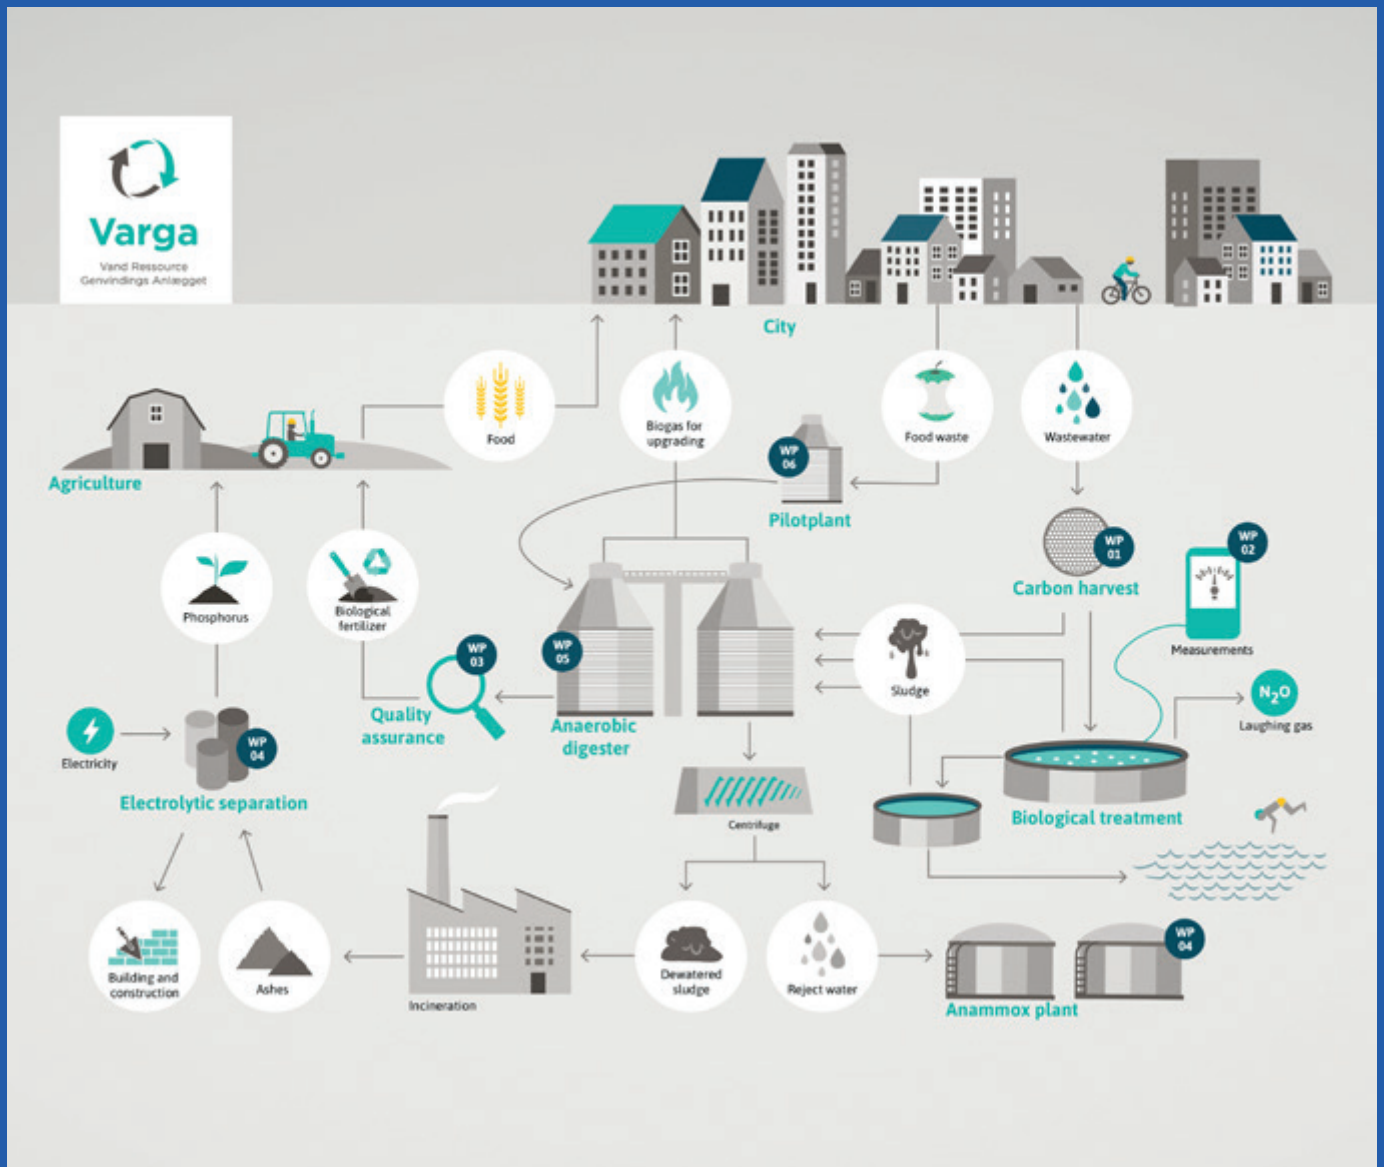 Varga
Vand Ressource
Genvindings Anlægget
City
Food
Biogas for
upgrading
Food waste
Wastewater
WP
06
Agriculture
Pilotplant
WP
01
WP
02
Carbon harvest
Phosphorus
Biological
fertilizer
WP
03
WP
05
Sludge
Measurements
N₂O
Laughing gas
Quality
assurance
Anaerobic
digester
Electricity
WP
04
Electrolytic separation
Centrifuge
Biological treatment
Building and
construction
Ashes
Incineration
Dewatered
sludge
Reject water
WP
04
Anammox plant